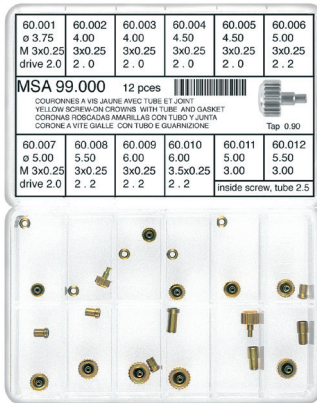 60.001 60.002 60.003 60.004 60.005 60.006
ø 3.75 4.00 4.00 4.50 4.50 5.00
M 3x0.25 3x0.25 3x0.25 3x0.25 3x0.25 3x0.25
drive 2.0 2 . 0 2 . 0 2 . 0 2 . 2 2 . 2
MSA 99.000 12 pces
COURONNES A VIS JAUNE AVEC TUBE ET JOINT
YELLOW SCREW-ON CROWNS WITH TUBE AND GASKET
CORONAS ROSCADAS AMARILLAS CON TUBO Y JUNTA
CORONE A VITE GIALLE CON TUBO E GUARNIZIONE
Tap 0.90
60.007 60.008 60.009 60.010 60.011 60.012
ø 5.00 5.50 6.00 6.00 5.00 5.50
M 3x0.25 3x0.25 3x0.25 3.5x0.25 3.00 3.00
drive 2.0 2 . 2 2 . 2 2 . 2
inside screw, tube 2.5